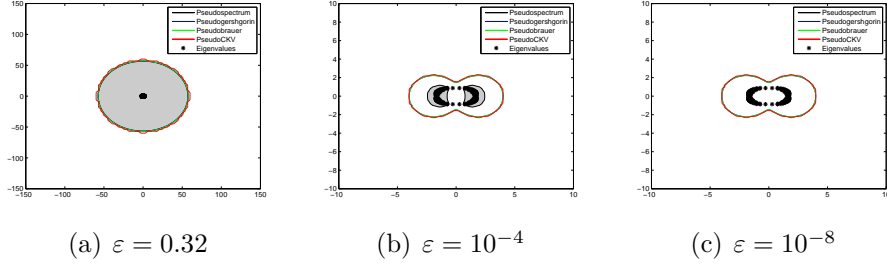 150
100
50
0
−50
−100
−150
−150 −100 −50 0 50 100 150
Pseudospectrum
Pseudogershgorin
Pseudobrauer
PseudoCKV
Eigenvalues
10
8
6
4
2
0
−2
−4
−6
−8
−10
−10 −5 0 5 10
Pseudospectrum
Pseudogershgorin
Pseudobrauer
PseudoCKV
Eigenvalues
10
8
6
4
2
0
−2
−4
−6
−8
−10
−10 −5 0 5 10
Pseudospectrum
Pseudogershgorin
Pseudobrauer
PseudoCKV
Eigenvalues
(a) ε = 0.32
(b) ε = 10⁻⁴
(c) ε = 10⁻⁸